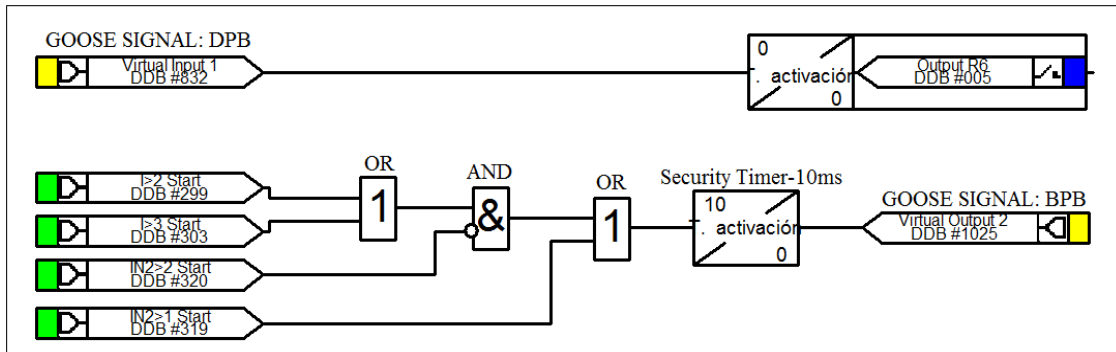 GOOSE SIGNAL: DPB
Virtual Input 1
DDB #832
0
-. activación
0
Output R6
DDB #005
I>2 Start
DDB #299
I>3 Start
DDB #303
IN2>2 Start
DDB #320
IN2>1 Start
DDB #319
OR
1
AND
&
OR
1
Security Timer-10ms
10
-. activación
0
GOOSE SIGNAL: BPB
Virtual Output 2
DDB #1025